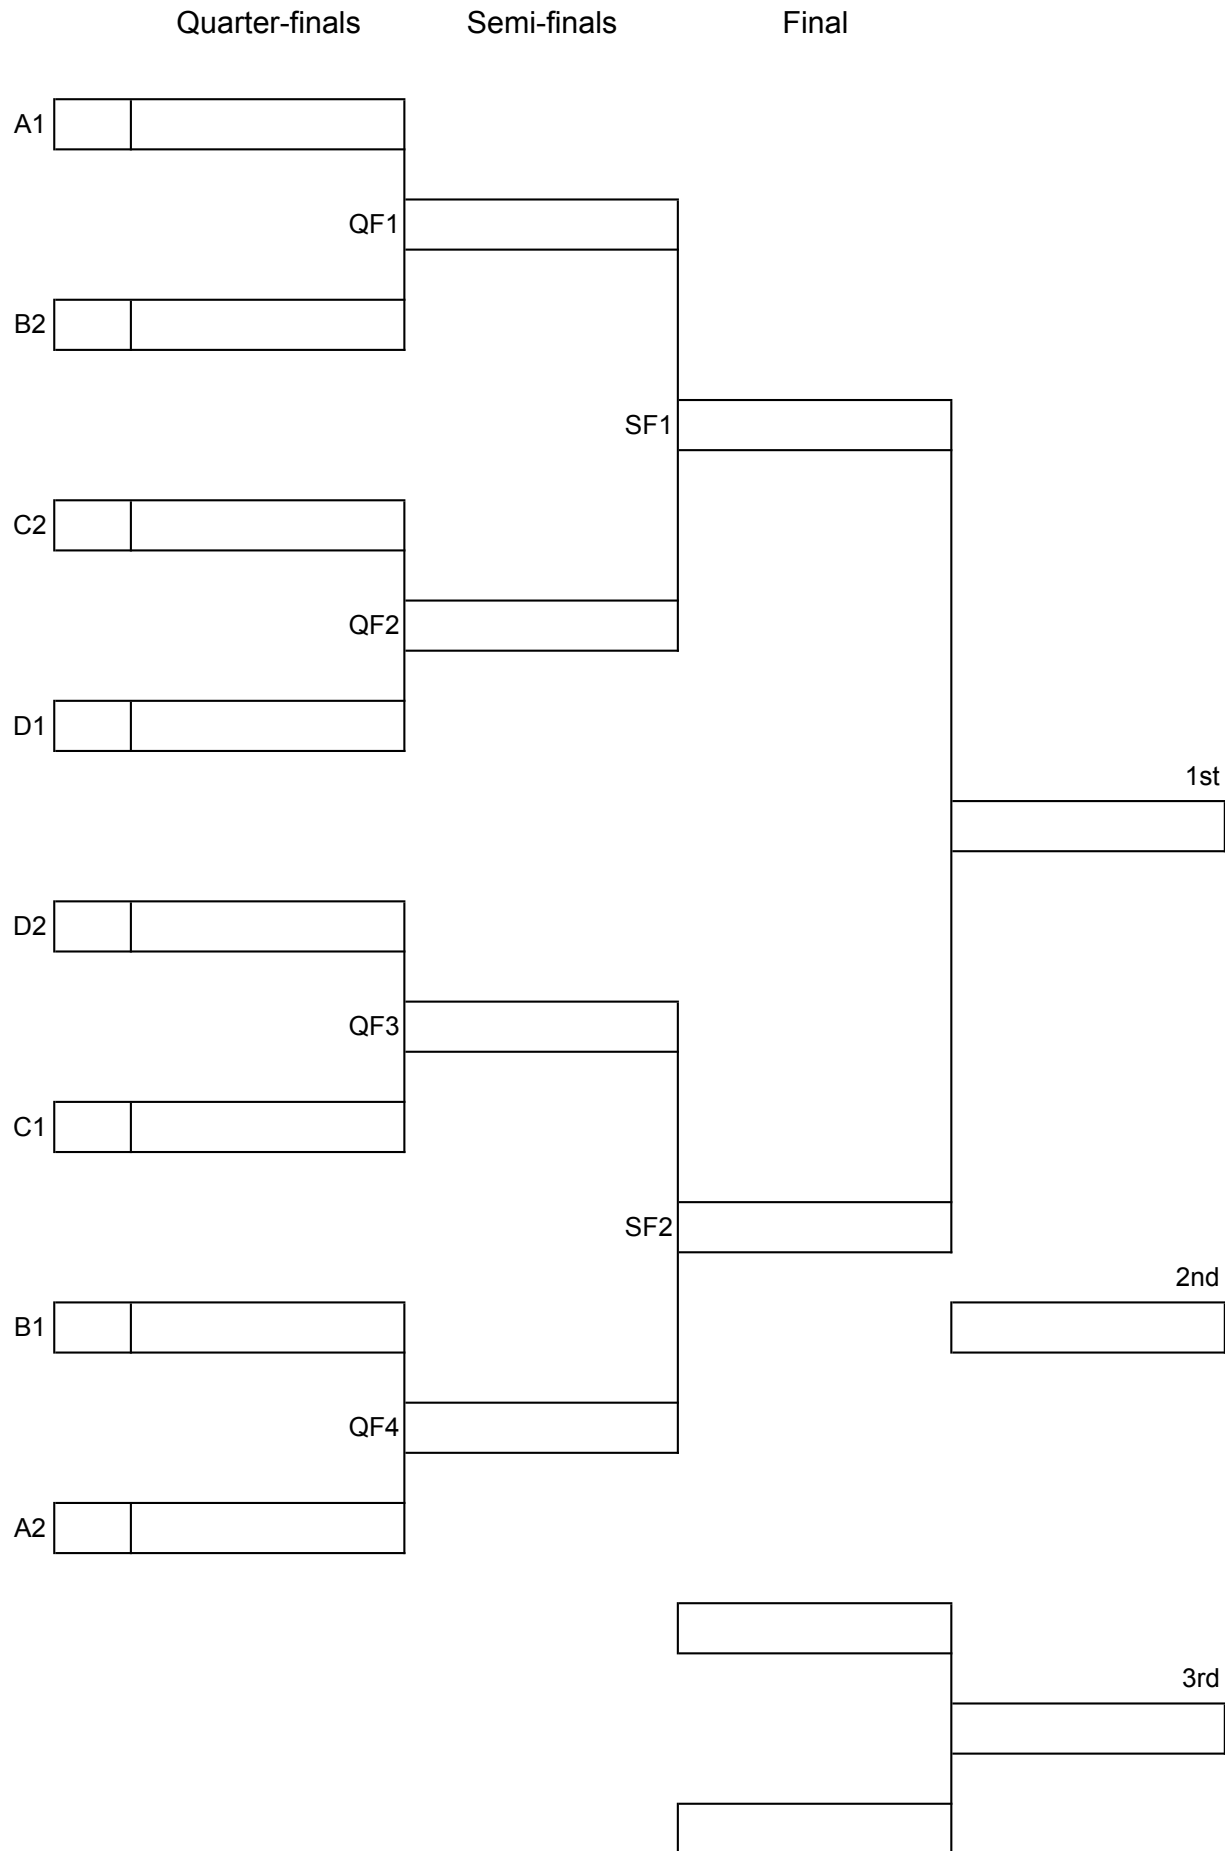 Quarter-finals Semi-finals Final
A1
QF1
B2
SF1
C2
QF2
D1
1st
D2
QF3
C1
SF2
2nd
B1
QF4
A2
3rd